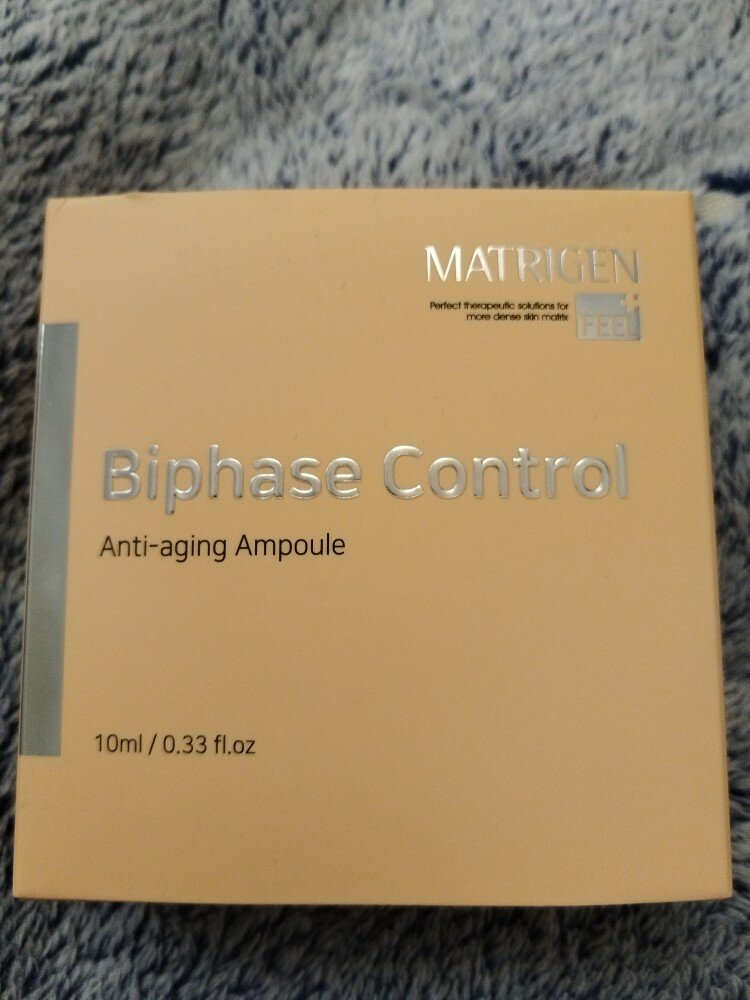 MATRIGEN
Perfect therapeutic solutions for
more dense skin matrix
FEEL
Biphase Control
Anti-aging Ampoule
10ml / 0.33 fl.oz